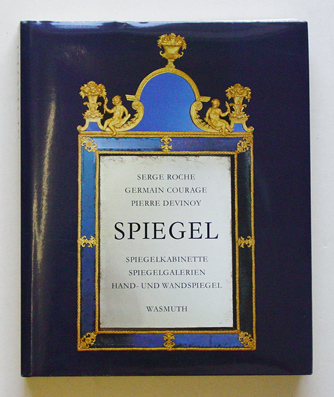 SERGE ROCHE
GERMAIN COURAGE
PIERRE DEVINOY
SPIEGEL
SPIEGELKABINETTE
SPIEGELGALERIEN
HAND- UND WANDSPIEGEL
WASMUTH